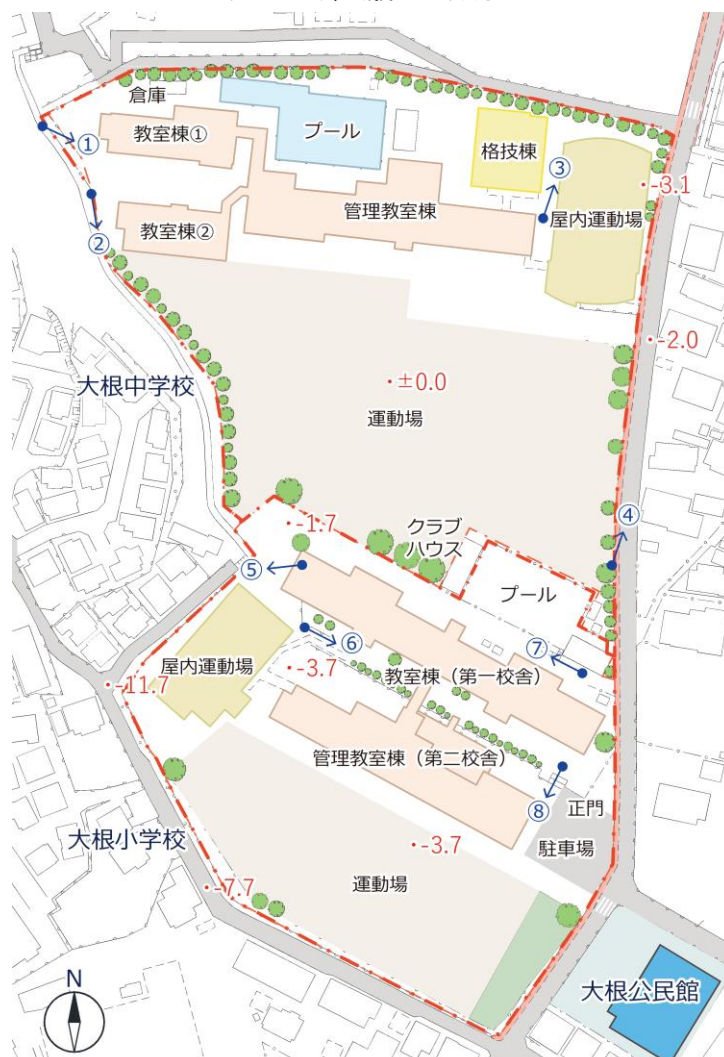 倉庫
教室棟①
プール
格技棟
①
③
-3.1
管理教室棟
屋内運動場
教室棟②
②
-2.0
大根中学校
±0.0
運動場
-1.7
クラブ
ハウス
④
⑤
プール
⑥
⑦
屋内運動場
-3.7
教室棟（第一校舎）
-11.7
管理教室棟（第二校舎）
⑧
正門
大根小学校
-3.7
駐車場
-7.7
運動場
N
大根公民館